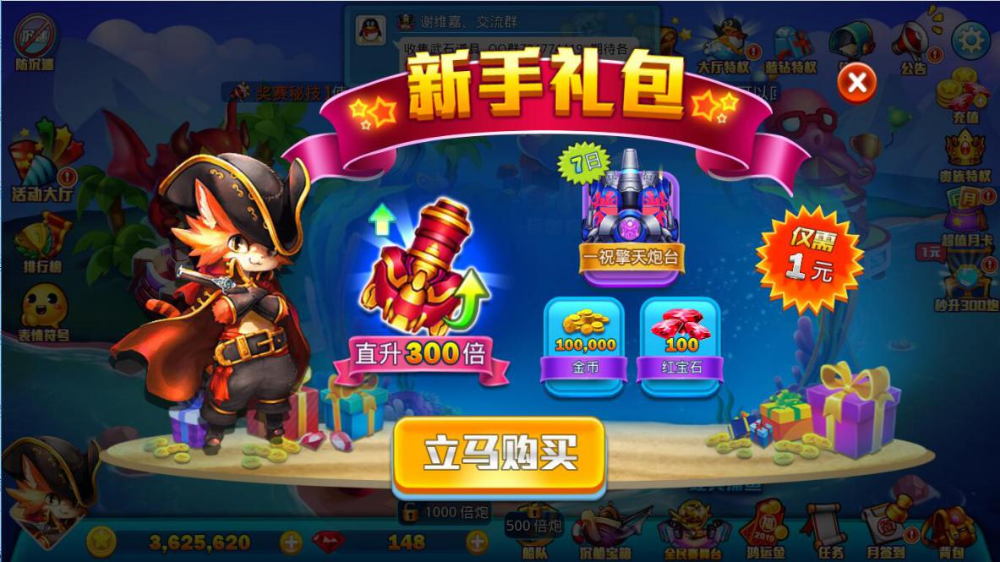 谢维嘉、交流群
防沉迷
大厅特权
蓝钻特权
公告
新手礼包
奖赛秘技1
充值
7日
贵族特权
活动大厅
仅需
1元
超值月卡
一祝擎天炮台
1元
排行榜
秒升300炮
表情符号
直升300倍
100,000
金币
100
红宝石
立马购买
1000 倍炮
500 倍炮
3,625,620
148
船队
沉船宝箱
全民赛舞台
福
2019
鸿运金
任务
月签到
背包